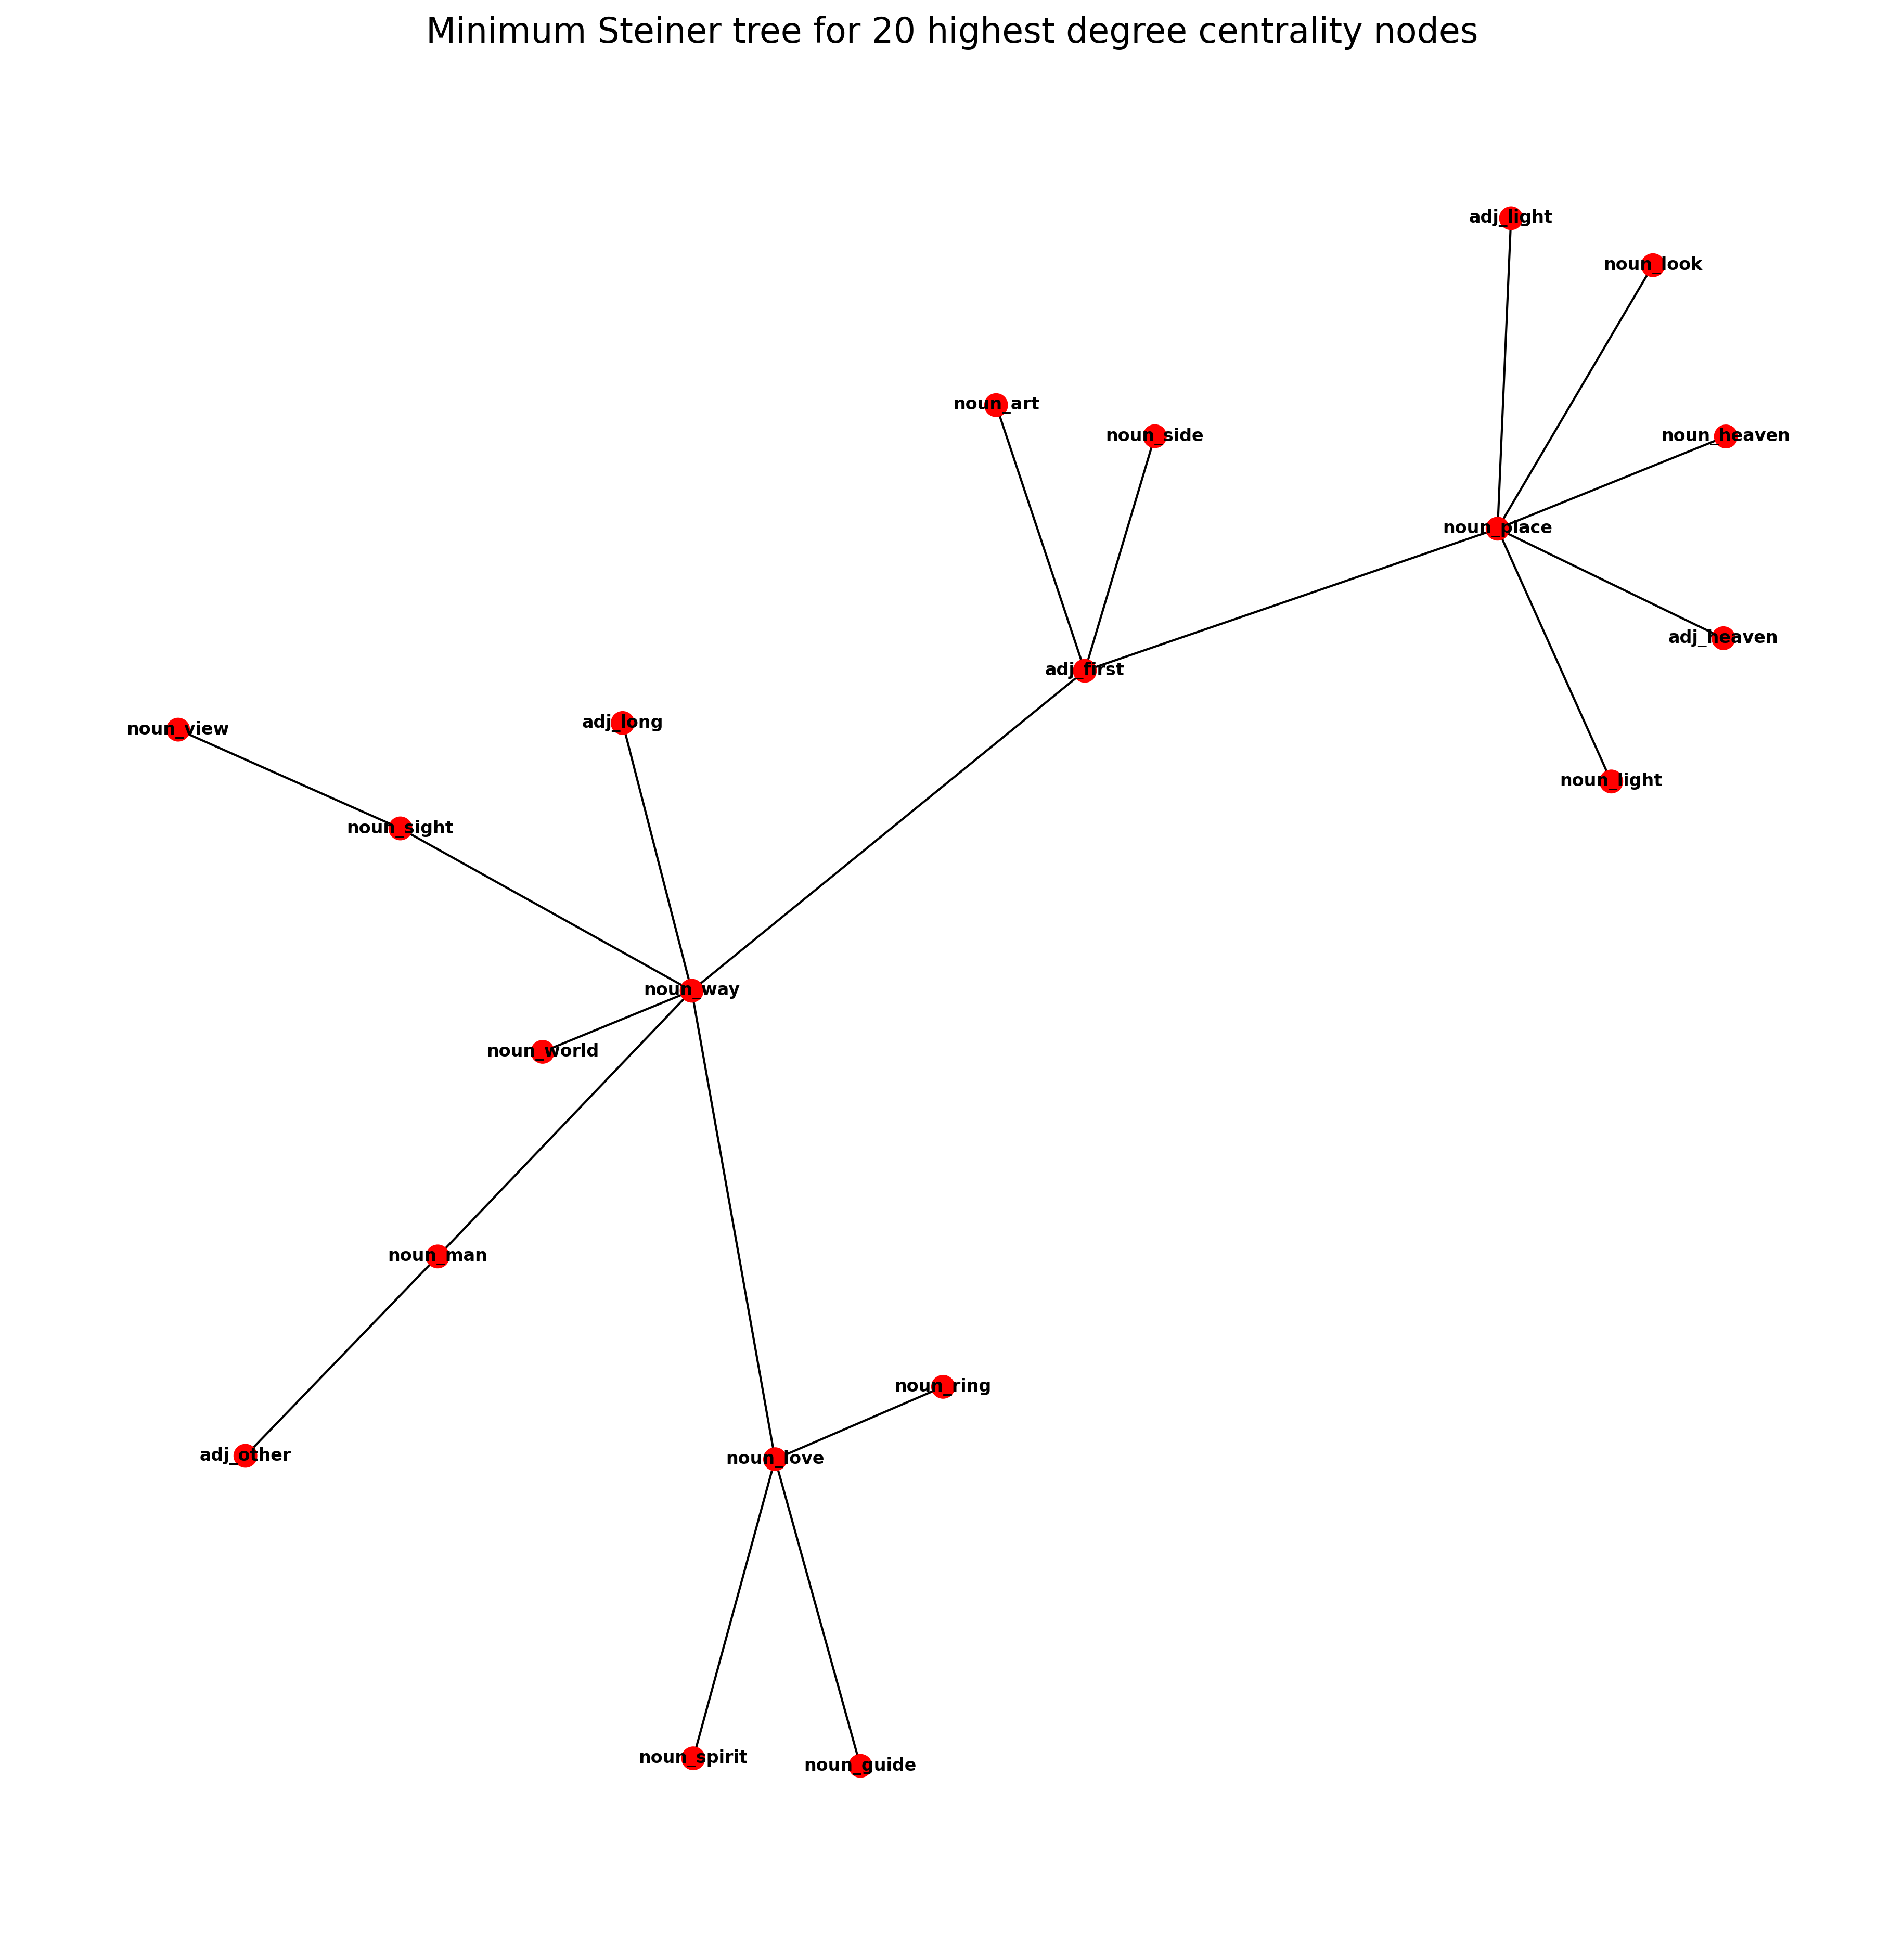 Minimum Steiner tree for 20 highest degree centrality nodes
adj_light
noun_look
noun_art
noun_side
noun_heaven
noun_place
adj_heaven
adj_first
adj_long
noun_view
noun_light
noun_sight
noun_way
noun_world
noun_man
noun_ring
adj_other
noun_love
noun_spirit
noun_guide